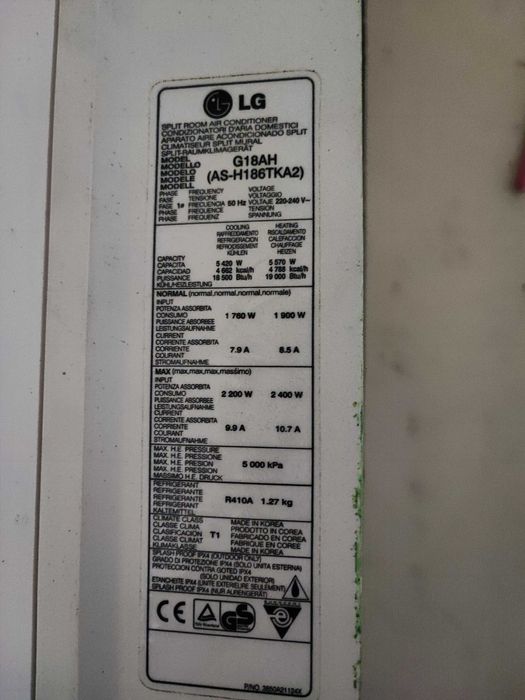 LG
SPLIT ROOM AIR CONDITIONER
CONDIZIONATORI D'ARIA DOMESTICI
APARATO AIRE ACONDICIONADO SPLIT
CLIMATISEUR SPLIT MURAL
SPLIT-RAUMKLIMAGERÄT
MODEL
MODELLO G18AH
MODELO (AS-H186TKA2)
MODELE
MODELL
PHASE FREQUENCY VOLTAGE
FASE TENSIONE VOLTAGGIO
FASE 1ø FRECUENCIA 50 Hz VOLTAJE 220-240 V~
PHASE FREQUENCE TENSION
PHASE FREQUENZ SPANNUNG
COOLING HEATING
RAFFREDDAMENTO RISCALDAMENTO
REFRIGERACION CALEFACCION
REFROIDISSEMENT CHAUFFAGE
KÜHLEN HEIZEN
CAPACITY
CAPACITA 5 420 W 5 570 W
CAPACIDAD 4 662 kcal/h 4 788 kcal/h
PUISSANCE 18 500 Btu/h 19 000 Btu/h
KÜHLHEIZLEISTUNG
NORMAL (normal,normal,normal,normale)
INPUT
POTENZA ASSORBITA
CONSUMO 1 760 W 1 900 W
PUISSANCE ABSORBEE
LEISTUNGSAUFNAHME
CURRENT
CORRENTE ASSORBITA
CORRIENTE 7.9 A 8.5 A
COURANT
STROMAUFNAHME
MAX (max,max,max,massimo)
INPUT
POTENZA ASSORBITA
CONSUMO 2 200 W 2 400 W
PUISSANCE ABSORBEE
LEISTUNGSAUFNAHME
CURRENT
CORRENTE ASSORBITA
CORRIENTE 9.9 A 10.7 A
COURANT
STROMAUFNAHME
MAX. H.E. PRESSURE
MAX. H.E. PRESSIONE
MAX. H.E. PRESION 5 000 kPa
MAX. H.E. PRESSION
MASSIMO H.E. DRUCK
REFRIGERANT
REFRIGERANTE
REFRIGERANTE R410A 1.27 kg
REFRIGERANTE
KALTEMITTEL
CLIMATE CLASS MADE IN KOREA
CLASSE CLIMA PRODOTTO IN COREA
CLASIFICACION T1 FABRICADO EN COREA
CLASSE CLIMAT FABRIQUE EN COREE
KLIMAKLASSE MADE IN KOREA
SPLASH PROOF IPX4 (OUTDOOR ONLY)
GRADO DI PROTEZIONE IPX4 (SOLO UNITA ESTERNA)
PROTECCION CONTRA GOTEO IPX4
(SOLO UNIDAD EXTERIOR)
ETANCHEITE IPX4 (UNITE EXTERIEURE SEULEMENT)
SPLASH PROOF IPX4 (NUR AUßENGERÄT)
CE GS
P/NO. 3850A21124X